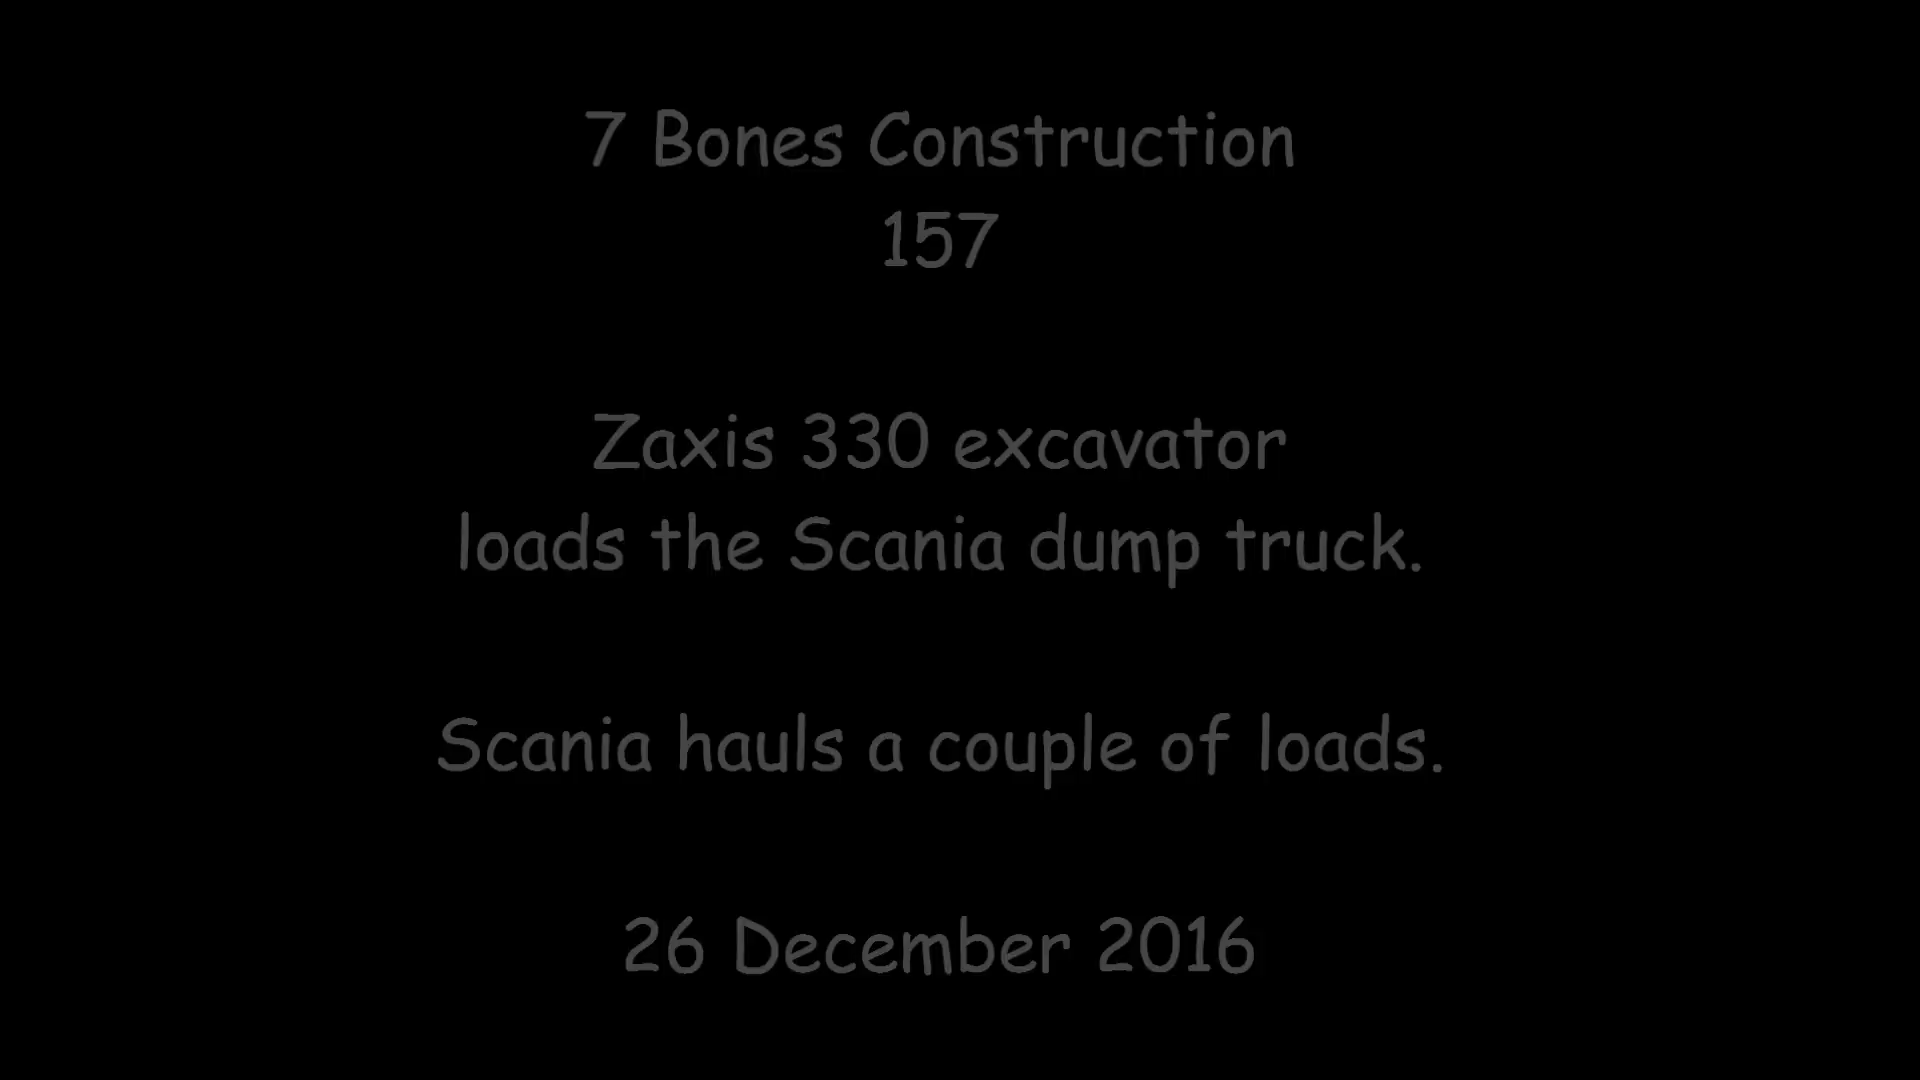 7 Bones Construction
157
Zaxis 330 excavator
loads the Scania dump truck.
Scania hauls a couple of loads.
26 December 2016